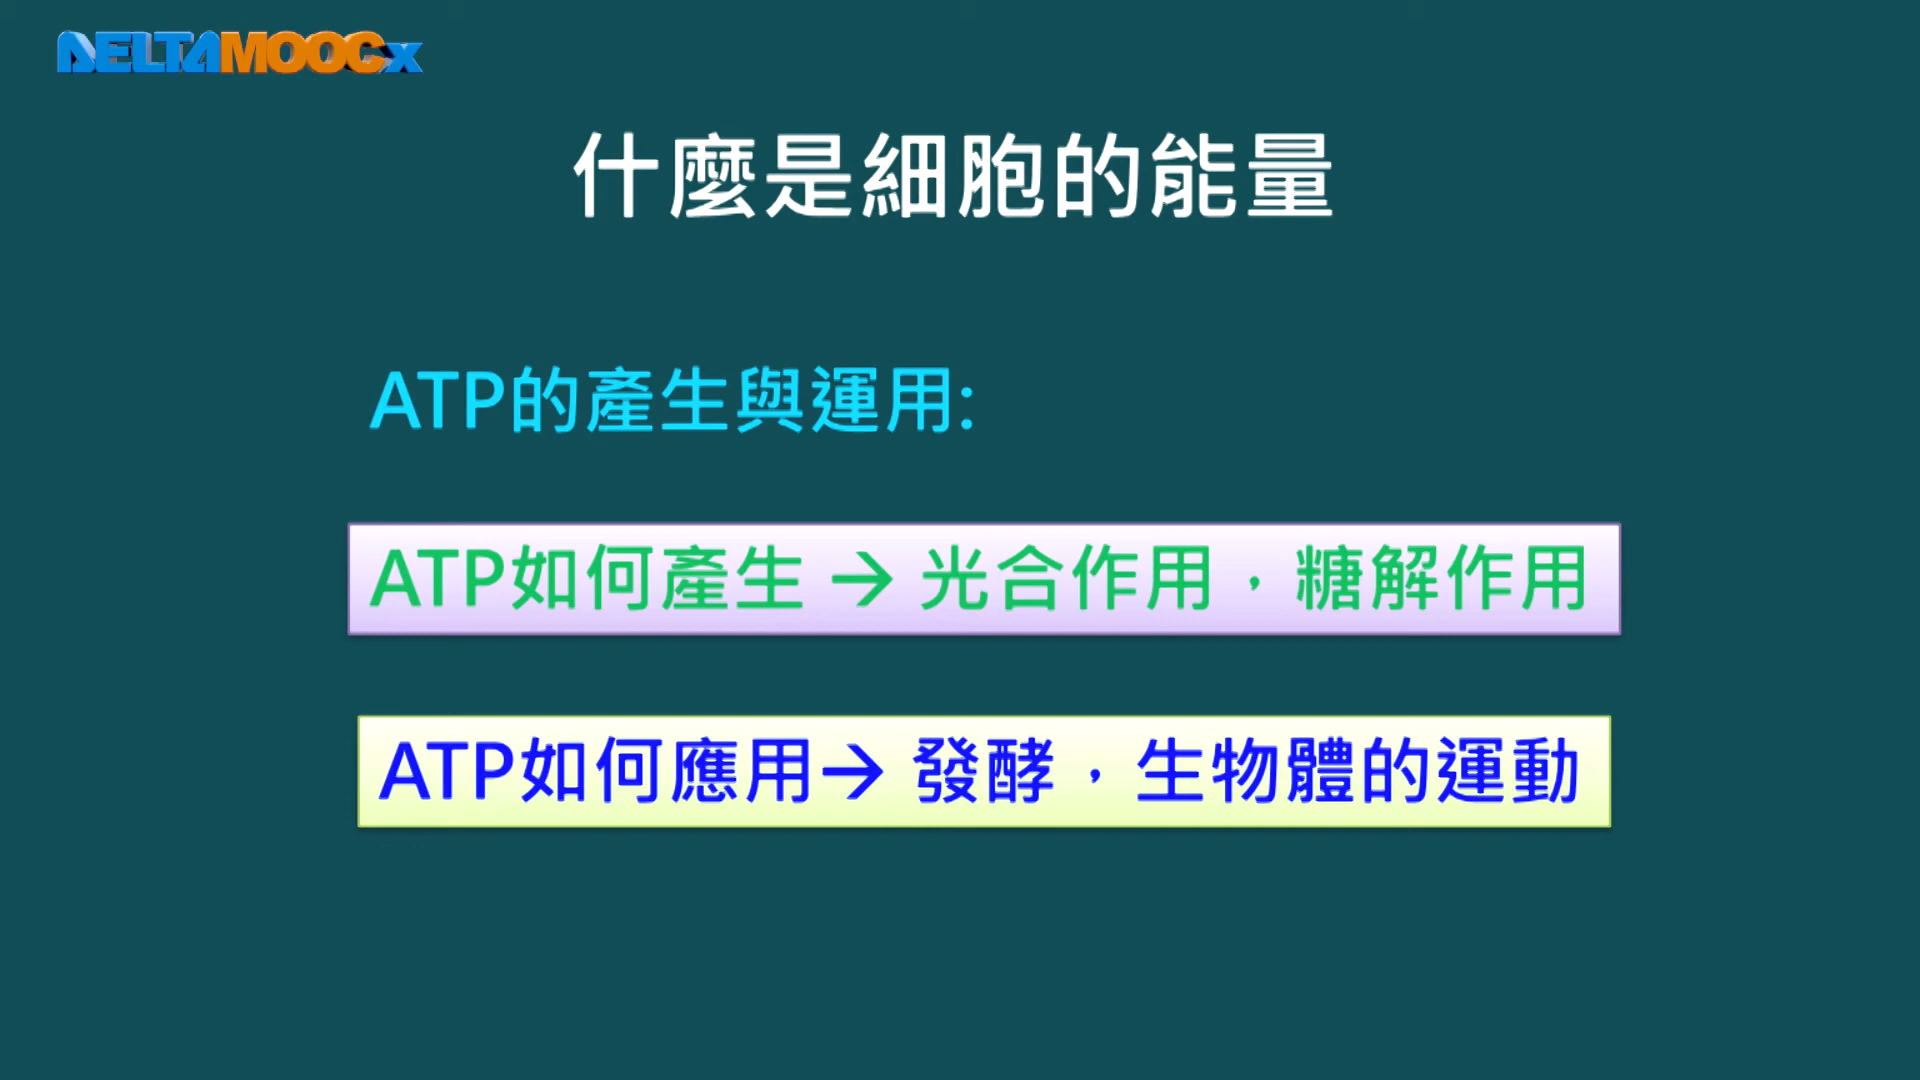 DELTAMOOCx
什麼是細胞的能量
ATP的產生與運用:
ATP如何產生 → 光合作用，糖解作用
ATP如何應用→ 發酵，生物體的運動